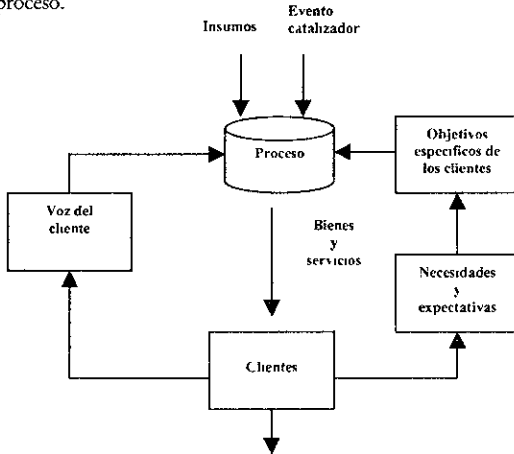 proceso.
Insumos
Evento
catalizador
Proceso
Objetivos
específicos de
los clientes
Voz del
cliente
Bienes
y
servicios
Necesidades
y
expectativas
Clientes